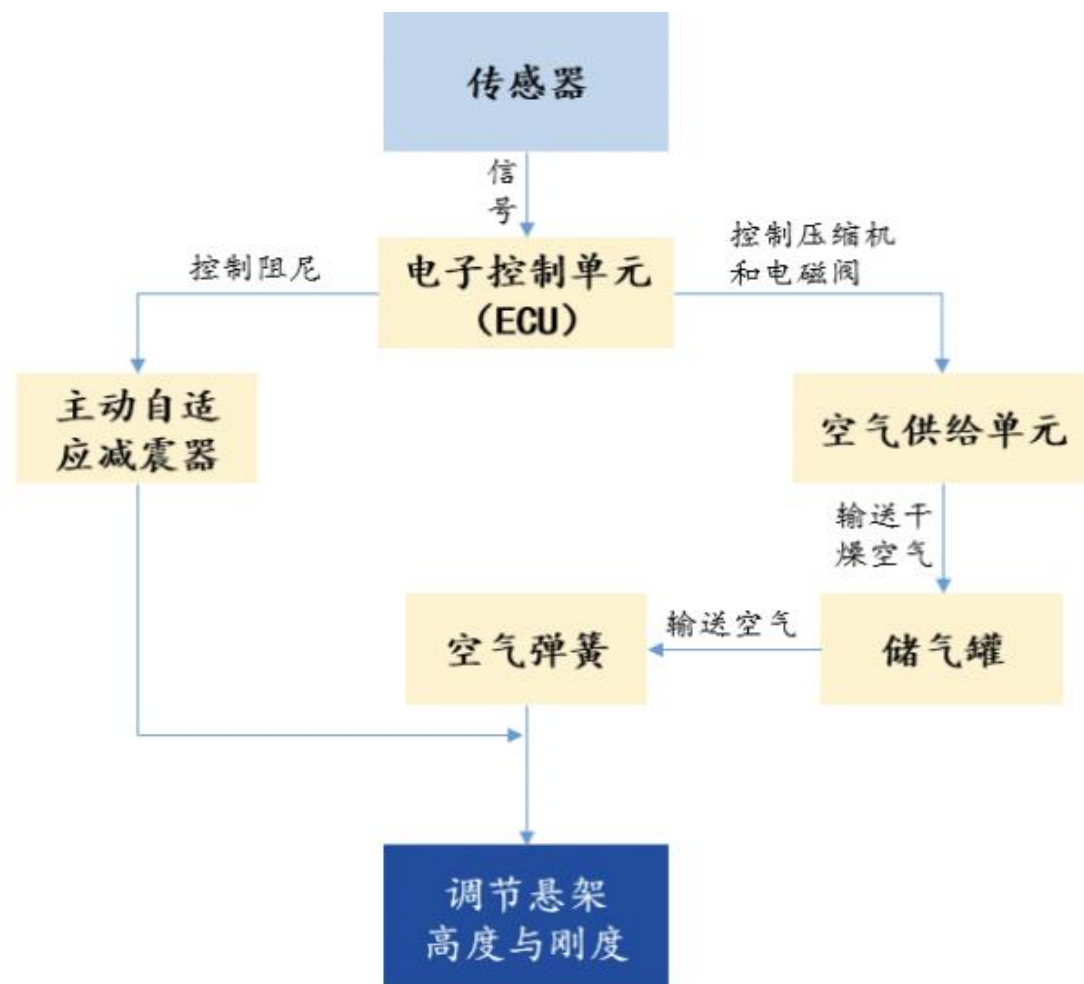 传感器
信
号
控制压缩机
和电磁阀
控制阻尼
电子控制单元
（ECU）
主动自适
应减震器
空气供给单元
输送干
燥空气
输送空气
空气弹簧
储气罐
调节悬架
高度与刚度